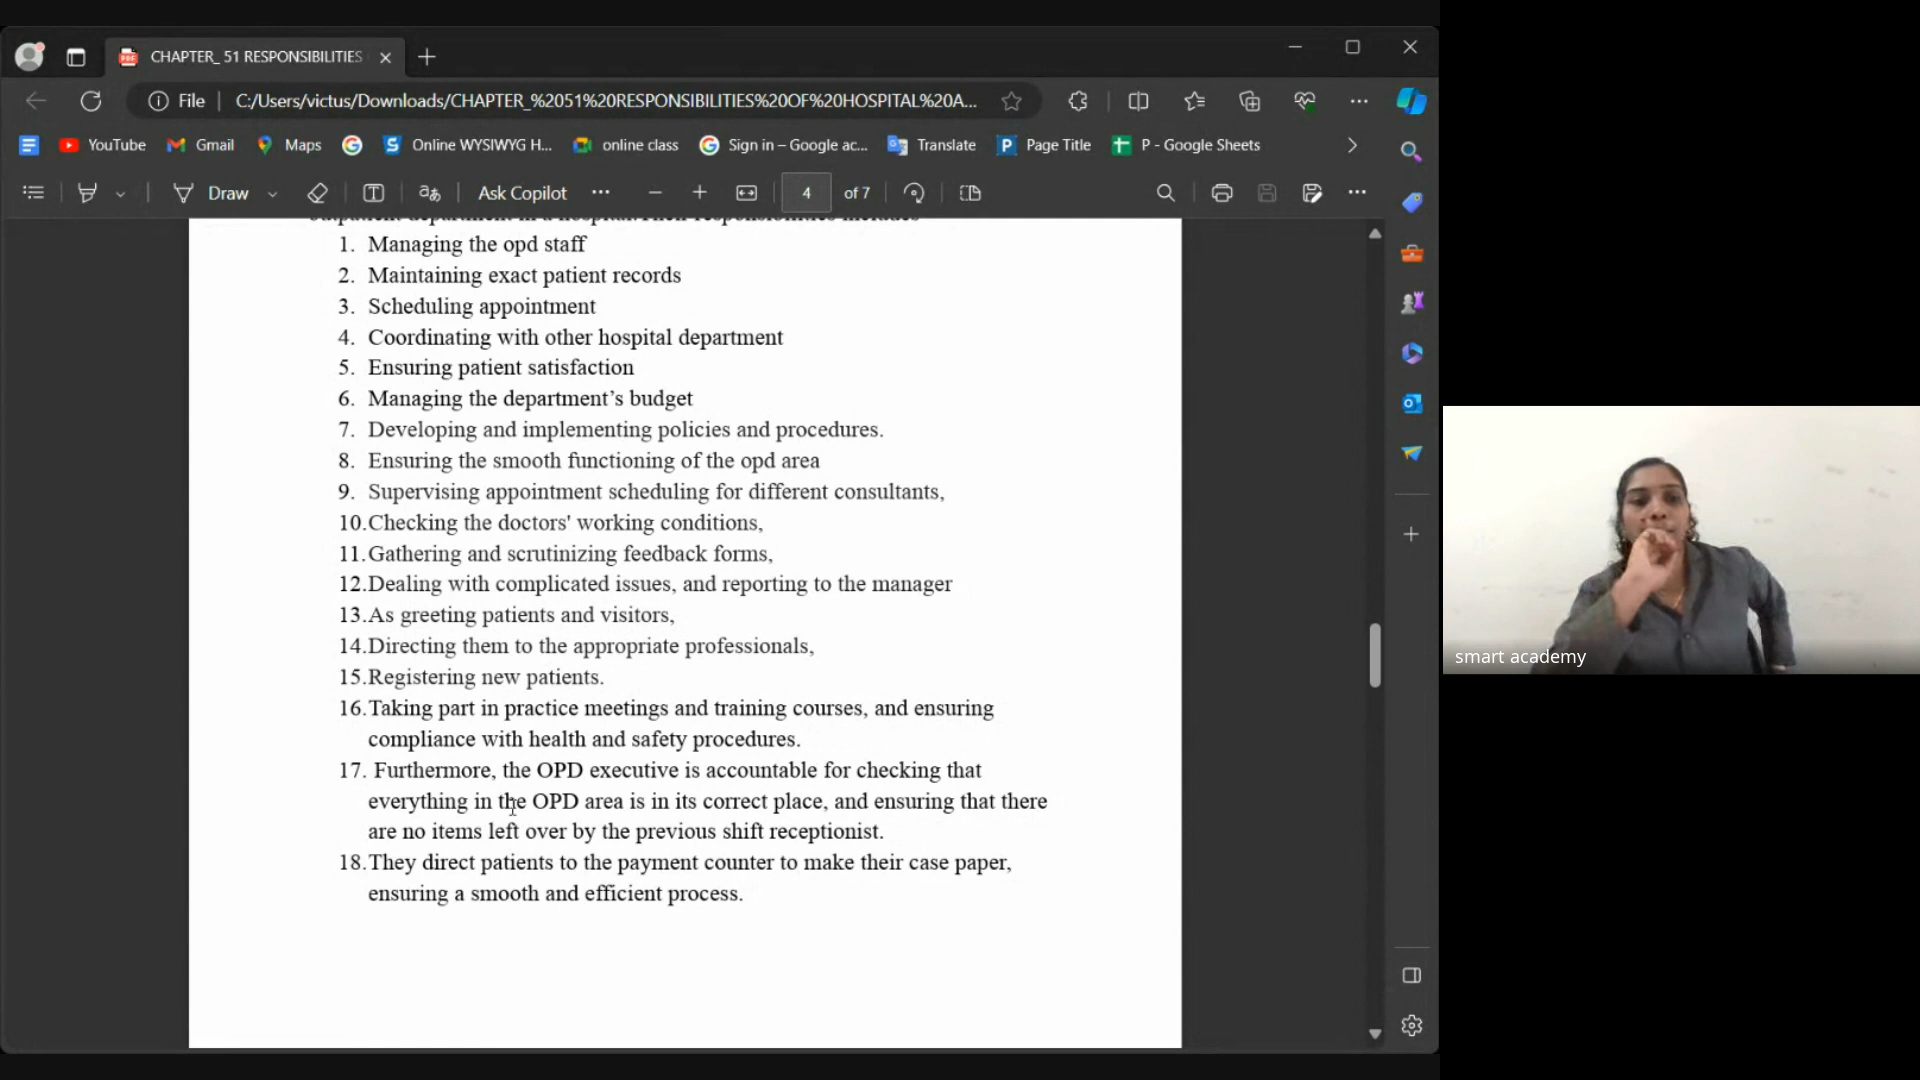 CHAPTER_ 51 RESPONSIBILITIES
File
C:/Users/victus/Downloads/CHAPTER_%2051%20RESPONSIBILITIES%20OF%20HOSPITAL%20A...
YouTube Gmail Maps Online WYSIWYG H... online class Sign in – Google ac... Translate Page Title P - Google Sheets
Draw Ask Copilot 4 of 7
outpatient department in a hospital.Their responsibilities includes
1. Managing the opd staff
2. Maintaining exact patient records
3. Scheduling appointment
4. Coordinating with other hospital department
5. Ensuring patient satisfaction
6. Managing the department’s budget
7. Developing and implementing policies and procedures.
8. Ensuring the smooth functioning of the opd area
9. Supervising appointment scheduling for different consultants,
10.Checking the doctors' working conditions,
11.Gathering and scrutinizing feedback forms,
12.Dealing with complicated issues, and reporting to the manager
13.As greeting patients and visitors,
14.Directing them to the appropriate professionals,
15.Registering new patients.
16.Taking part in practice meetings and training courses, and ensuring
compliance with health and safety procedures.
17. Furthermore, the OPD executive is accountable for checking that
everything in the OPD area is in its correct place, and ensuring that there
are no items left over by the previous shift receptionist.
18.They direct patients to the payment counter to make their case paper,
ensuring a smooth and efficient process.
smart academy